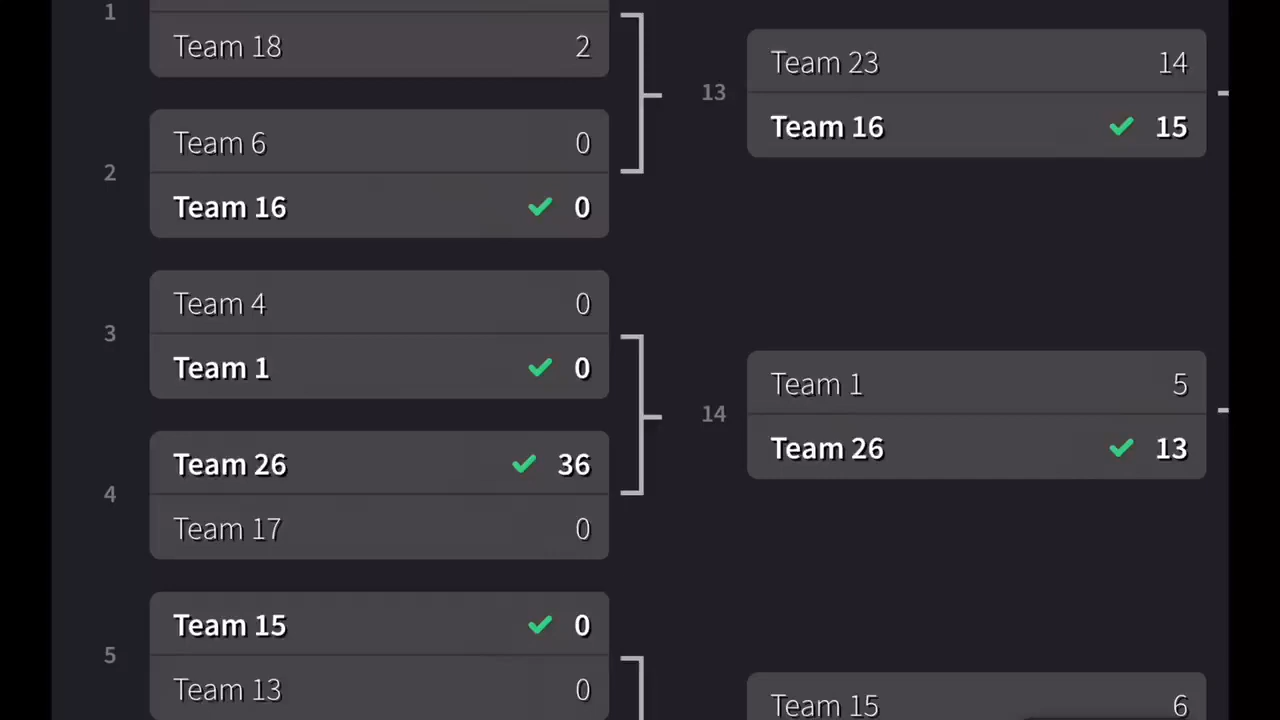 1
Team 18 2
Team 6 0
2
Team 16 0
Team 4 0
3
Team 1 0
Team 26 36
4
Team 17 0
Team 15 0
5
Team 13 0
Team 23 14
13
Team 16 15
Team 1 5
14
Team 26 13
Team 15 6